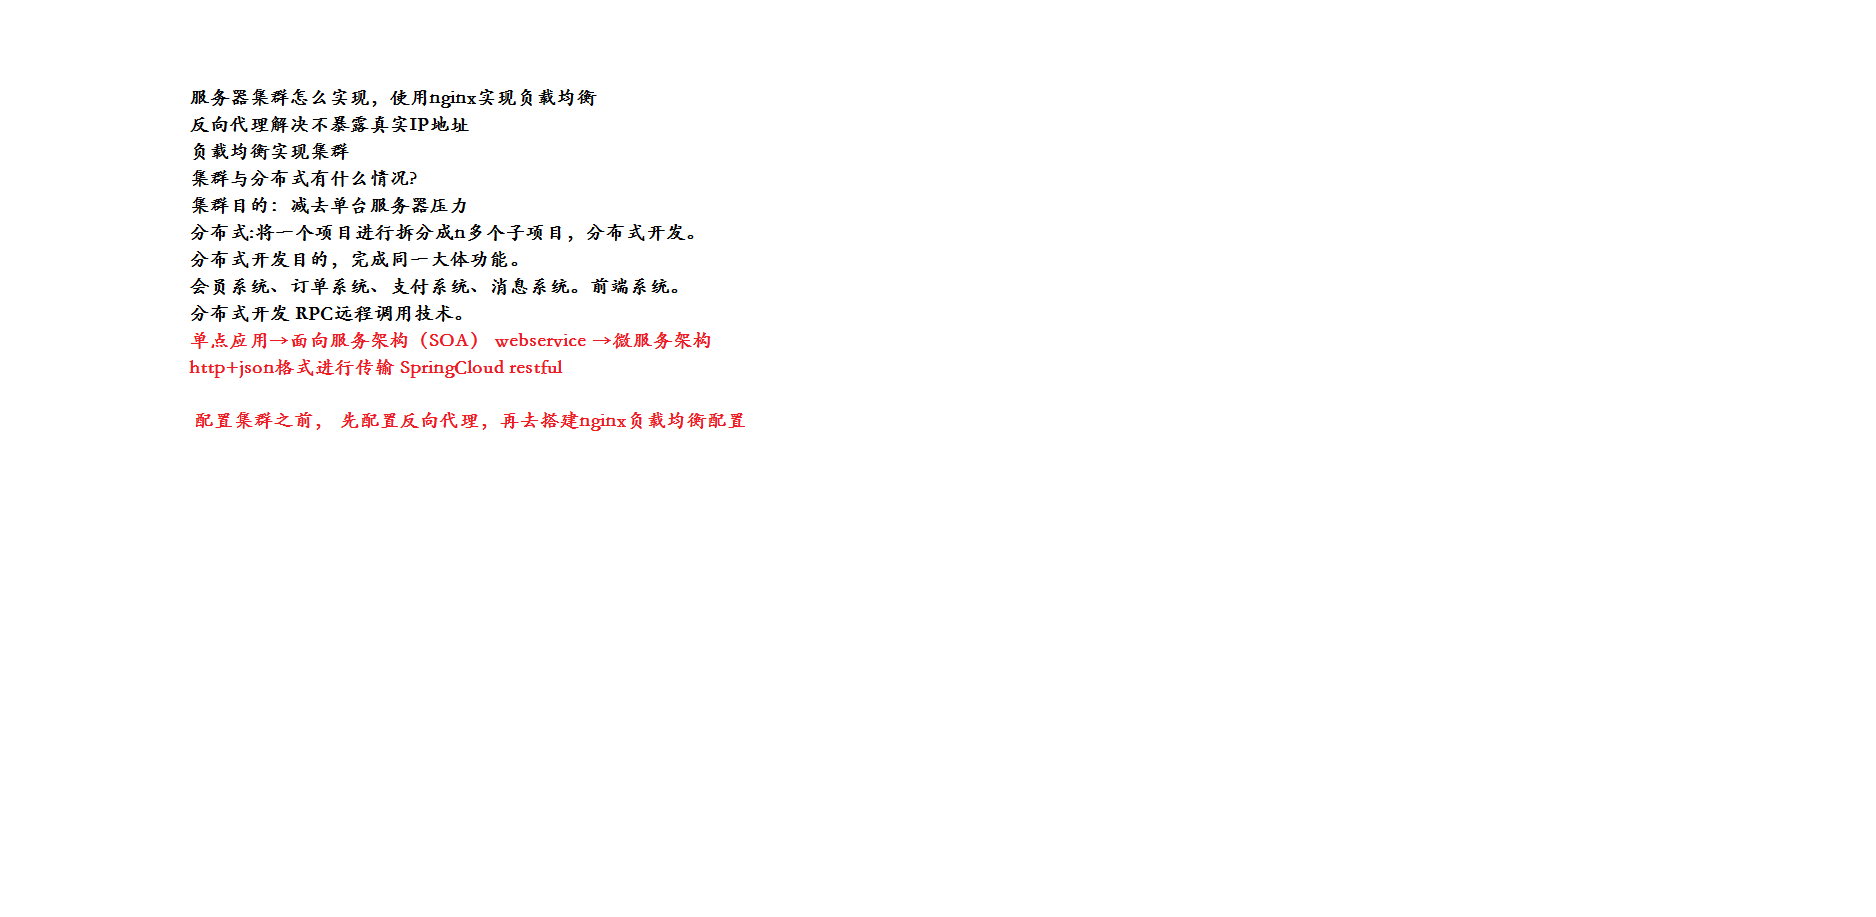 服务器集群怎么实现，使用nginx实现负载均衡
反向代理解决不暴露真实IP地址
负载均衡实现集群
集群与分布式有什么情况?
集群目的：减去单台服务器压力
分布式:将一个项目进行拆分成n多个子项目，分布式开发。
分布式开发目的，完成同一大体功能。
会员系统、订单系统、支付系统、消息系统。前端系统。
分布式开发 RPC远程调用技术。
单点应用→面向服务架构（SOA） webservice →微服务架构
http+json格式进行传输 SpringCloud restful
配置集群之前， 先配置反向代理，再去搭建nginx负载均衡配置